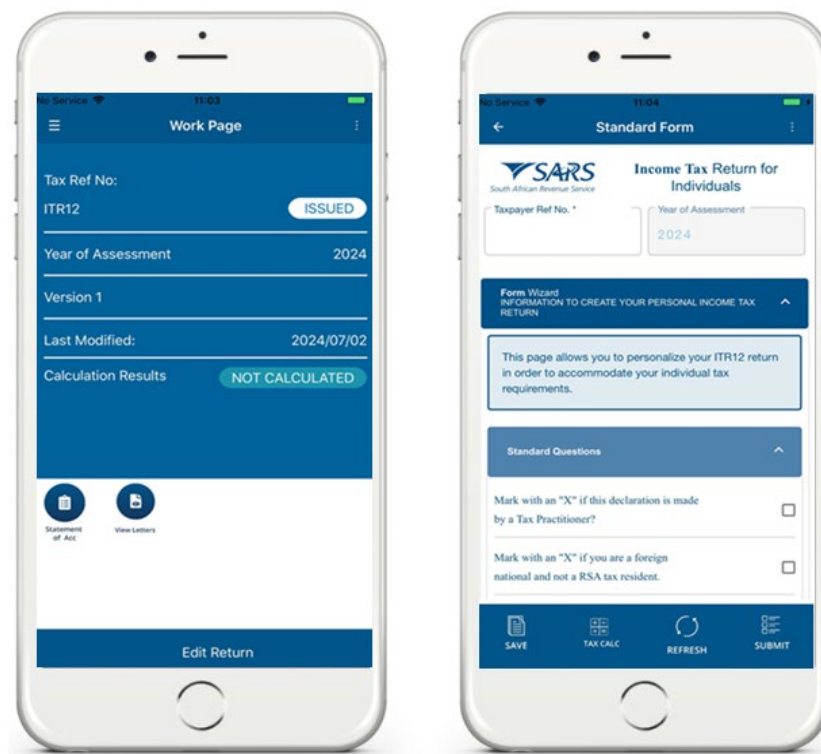 No Service 11:03
Work Page
Tax Ref No:
ITR12 ISSUED
Year of Assessment 2024
Version 1
Last Modified: 2024/07/02
Calculation Results NOT CALCULATED
Statement
of Acc
View Letters
Edit Return
No Service 11:04
Standard Form
SARS
South African Revenue Service
Income Tax Return for
Individuals
Taxpayer Ref No. *
Year of Assessment
2024
Form Wizard
INFORMATION TO CREATE YOUR PERSONAL INCOME TAX
RETURN
This page allows you to personalize your ITR12 return
in order to accommodate your individual tax
requirements.
Standard Questions
Mark with an "X" if this declaration is made
by a Tax Practitioner?
Mark with an "X" if you are a foreign
national and not a RSA tax resident.
SAVE TAX CALC REFRESH SUBMIT